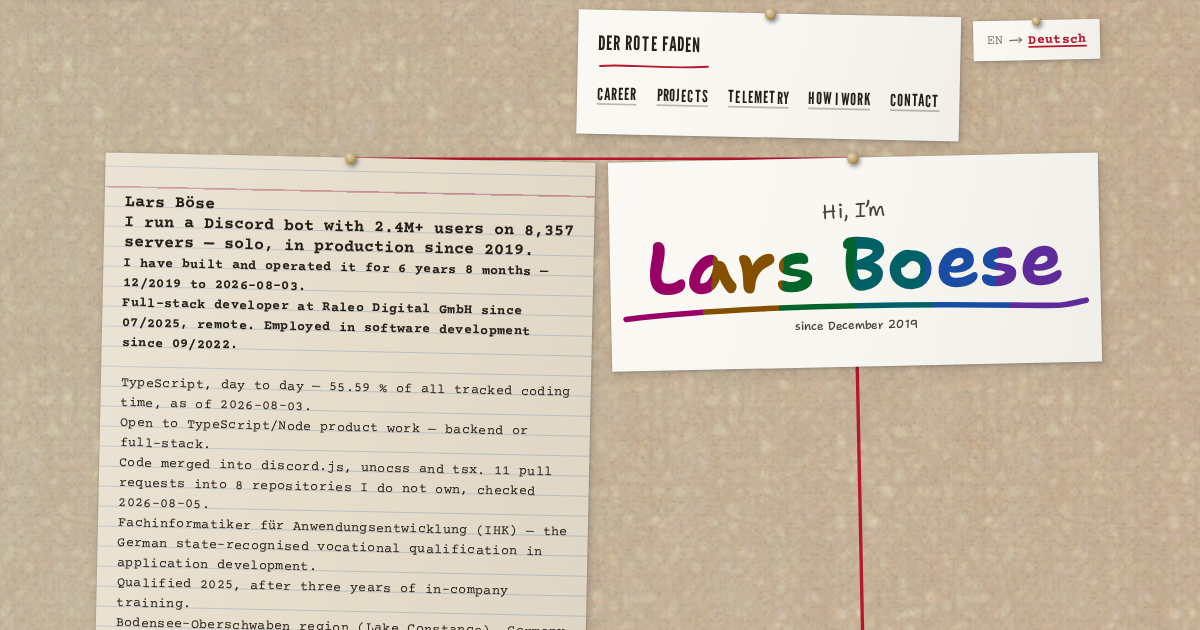 DER ROTE FADEN
CAREER PROJECTS TELEMETRY HOW I WORK CONTACT
EN → Deutsch
Lars Böse
I run a Discord bot with 2.4M+ users on 8,357
servers — solo, in production since 2019.
I have built and operated it for 6 years 8 months —
12/2019 to 2026-08-03.
Full-stack developer at Raleo Digital GmbH since
07/2025, remote. Employed in software development
since 09/2022.
TypeScript, day to day — 55.59 % of all tracked coding
time, as of 2026-08-03.
Open to TypeScript/Node product work — backend or
full-stack.
Code merged into discord.js, unocss and tsx. 11 pull
requests into 8 repositories I do not own, checked
2026-08-05.
Fachinformatiker für Anwendungsentwicklung (IHK) — the
German state-recognised vocational qualification in
application development.
Qualified 2025, after three years of in-company
training.
Bodensee-Oberschwaben region (Lake Constance), Germany
Hi, I'm
Lars Boese
since December 2019